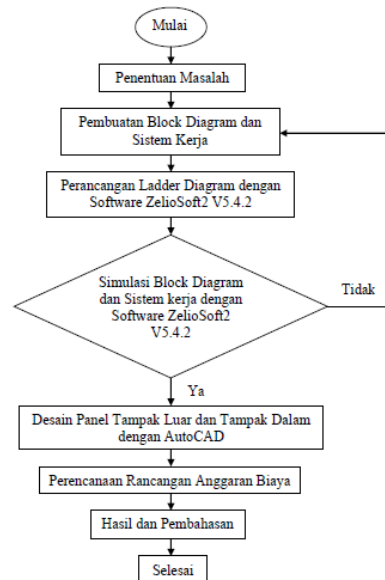 Mulai
Penentuan Masalah
Pembuatan Block Diagram dan
Sistem Kerja
Perancangan Ladder Diagram dengan
Software ZelioSoft2 V5.4.2
Simulasi Block Diagram
dan Sistem kerja dengan
Software ZelioSoft2
V5.4.2
Tidak
Ya
Desain Panel Tampak Luar dan Tampak Dalam
dengan AutoCAD
Perencanaan Rancangan Anggaran Biaya
Hasil dan Pembahasan
Selesai